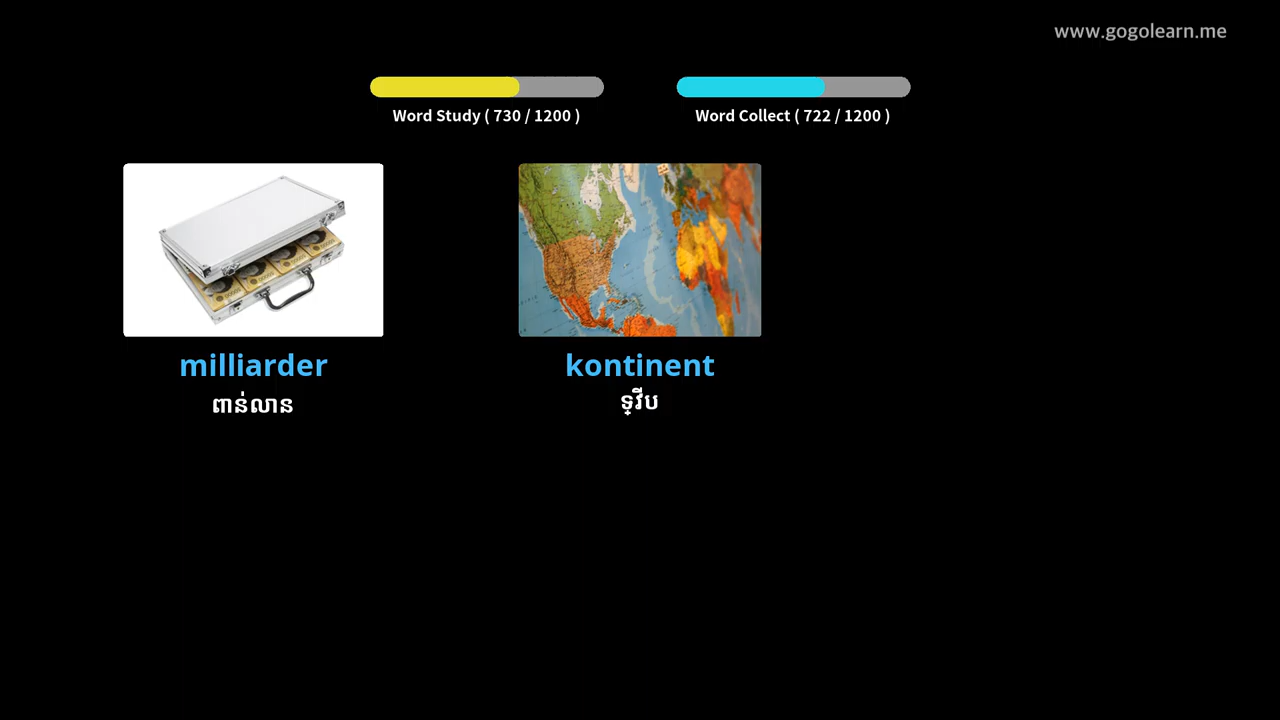 www.gogolearn.me
Word Study ( 730 / 1200 )
Word Collect ( 722 / 1200 )
milliarder
ពាន់លាន
kontinent
ទ្វីប